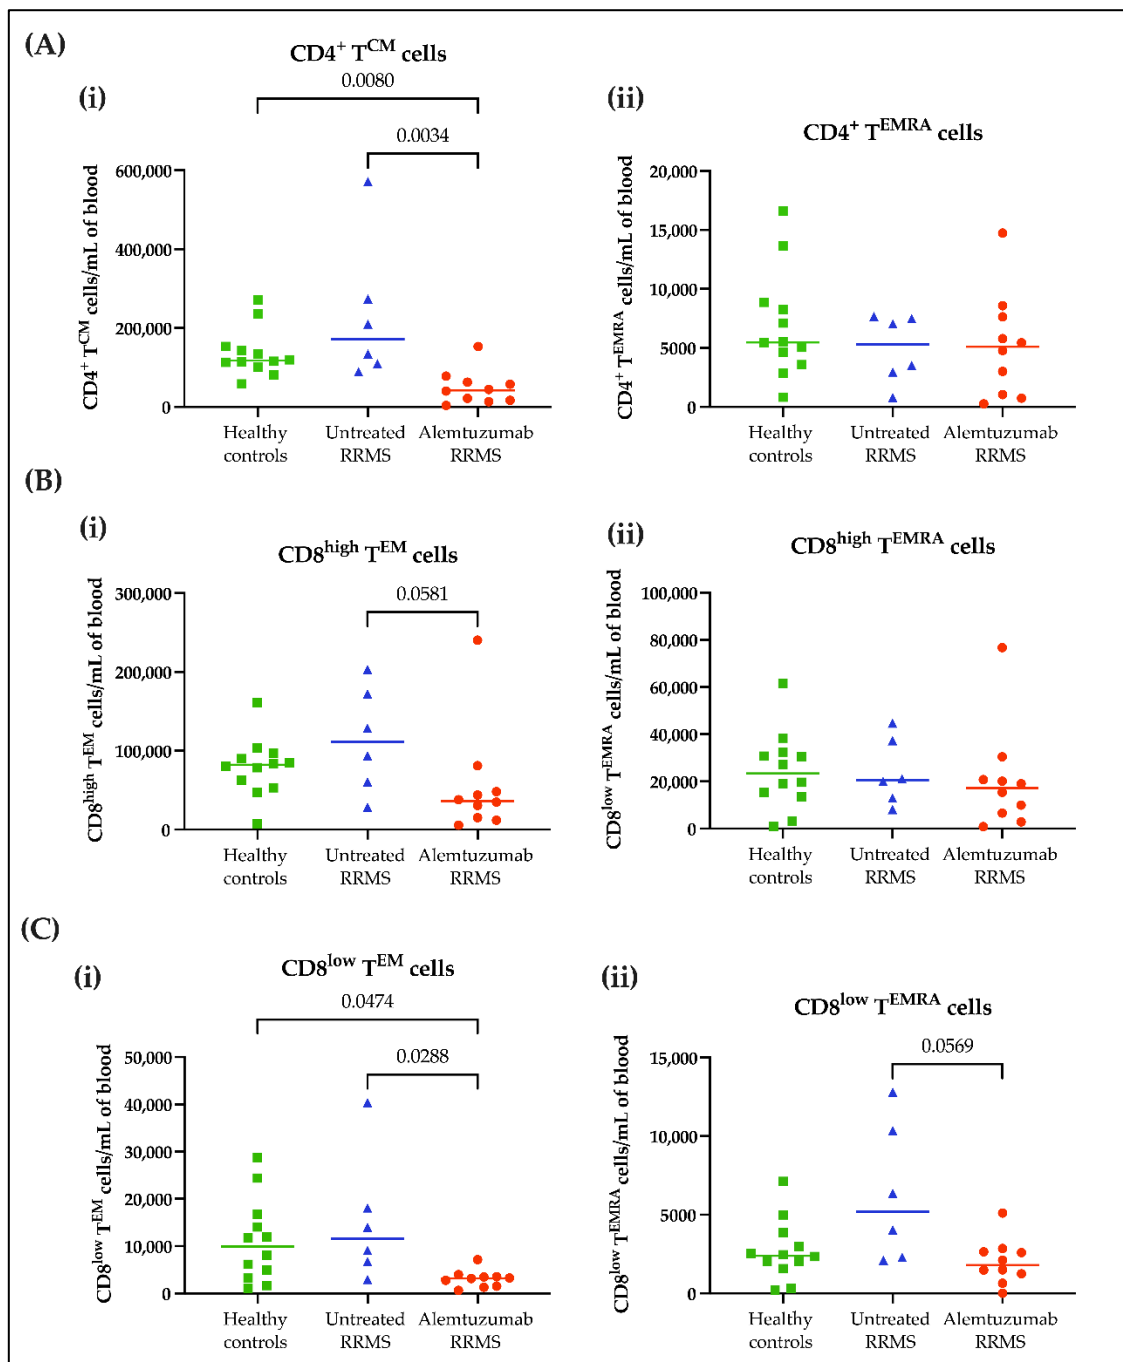 (A)
CD4⁺ Tᶜᴹ cells
0.0080
(i)
0.0034
CD4⁺ Tᶜᴹ cells/mL of blood
600,000
400,000
200,000
0
Healthy controls
Untreated RRMS
Alemtuzumab RRMS
(ii)
CD4⁺ Tᴱᴹᴿᴬ cells
CD4⁺ Tᴱᴹᴿᴬ cells/mL of blood
20,000
15,000
10,000
5000
0
Healthy controls
Untreated RRMS
Alemtuzumab RRMS
(B)
(i)
CD8ʰⁱᵍʰ Tᴱᴹ cells
0.0581
CD8ʰⁱᵍʰ Tᴱᴹ cells/mL of blood
300,000
200,000
100,000
0
Healthy controls
Untreated RRMS
Alemtuzumab RRMS
(ii)
CD8ʰⁱᵍʰ Tᴱᴹᴿᴬ cells
CD8ˡᵒʷ Tᴱᴹᴿᴬ cells/mL of blood
100,000
80,000
60,000
40,000
20,000
0
Healthy controls
Untreated RRMS
Alemtuzumab RRMS
(C)
(i)
CD8ˡᵒʷ Tᴱᴹ cells
0.0474
0.0288
CD8ˡᵒʷ Tᴱᴹ cells/mL of blood
50,000
40,000
30,000
20,000
10,000
0
Healthy controls
Untreated RRMS
Alemtuzumab RRMS
(ii)
CD8ˡᵒʷ Tᴱᴹᴿᴬ cells
0.0569
CD8ˡᵒʷ Tᴱᴹᴿᴬ cells/mL of blood
15,000
10,000
5000
0
Healthy controls
Untreated RRMS
Alemtuzumab RRMS